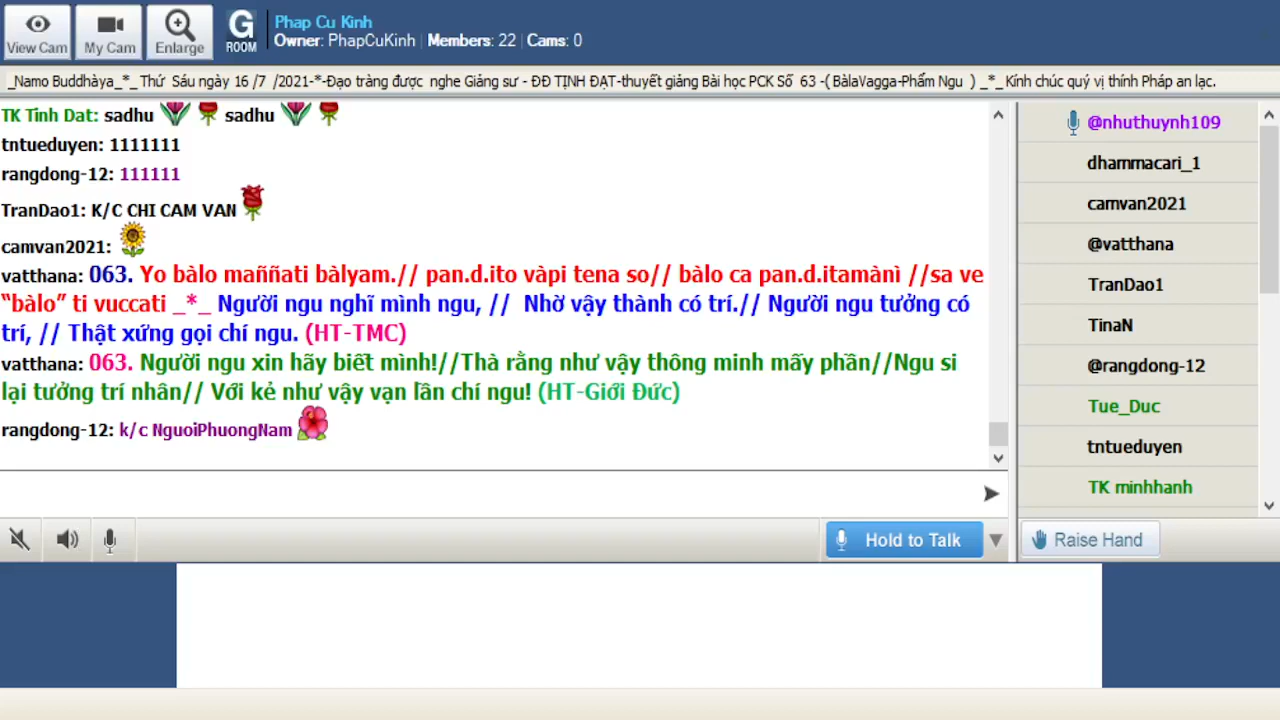 View Cam
My Cam
Enlarge
G
ROOM
Phap Cu Kinh
Owner: PhapCuKinh | Members: 22 | Cams: 0
_Namo Buddhàya_*_ Thứ Sáu ngày 16 /7 /2021-*-Đạo tràng được nghe Giảng sư - ĐĐ TỊNH ĐẠT-thuyết giảng Bài học PCK Số 63 -( BàlaVagga-Phẩm Ngu ) _*_ Kính chúc quý vị thính Pháp an lạc.
TK Tinh Dat: sadhu sadhu
tntueduyen: 1111111
rangdong-12: 111111
TranDao1: K/C CHI CAM VAN
camvan2021:
vatthana: 063. Yo bàlo maññati bàlyam.// pan.d.ito vàpi tena so// bàlo ca pan.d.itamànì //sa ve
“bàlo” ti vuccati _*_ Người ngu nghĩ mình ngu, // Nhờ vậy thành có trí.// Người ngu tưởng có
trí, // Thật xứng gọi chí ngu. (HT-TMC)
vatthana: 063. Người ngu xin hãy biết mình!//Thà rằng như vậy thông minh mấy phần//Ngu si
lại tưởng trí nhân// Với kẻ như vậy vạn lần chí ngu! (HT-Giới Đức)
rangdong-12: k/c NguoiPhuongNam
@nhuthuynh109
dhammacari_1
camvan2021
@vatthana
TranDao1
TinaN
@rangdong-12
Tue_Duc
tntueduyen
TK minhhanh
Hold to Talk
Raise Hand